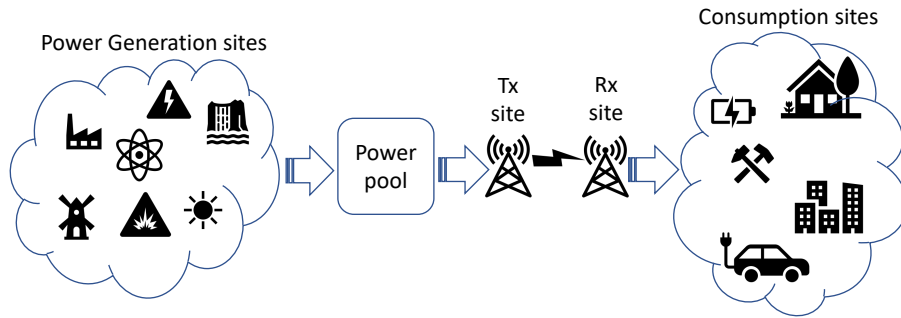 Power Generation sites
Power
pool
Tx
site
Rx
site
Consumption sites